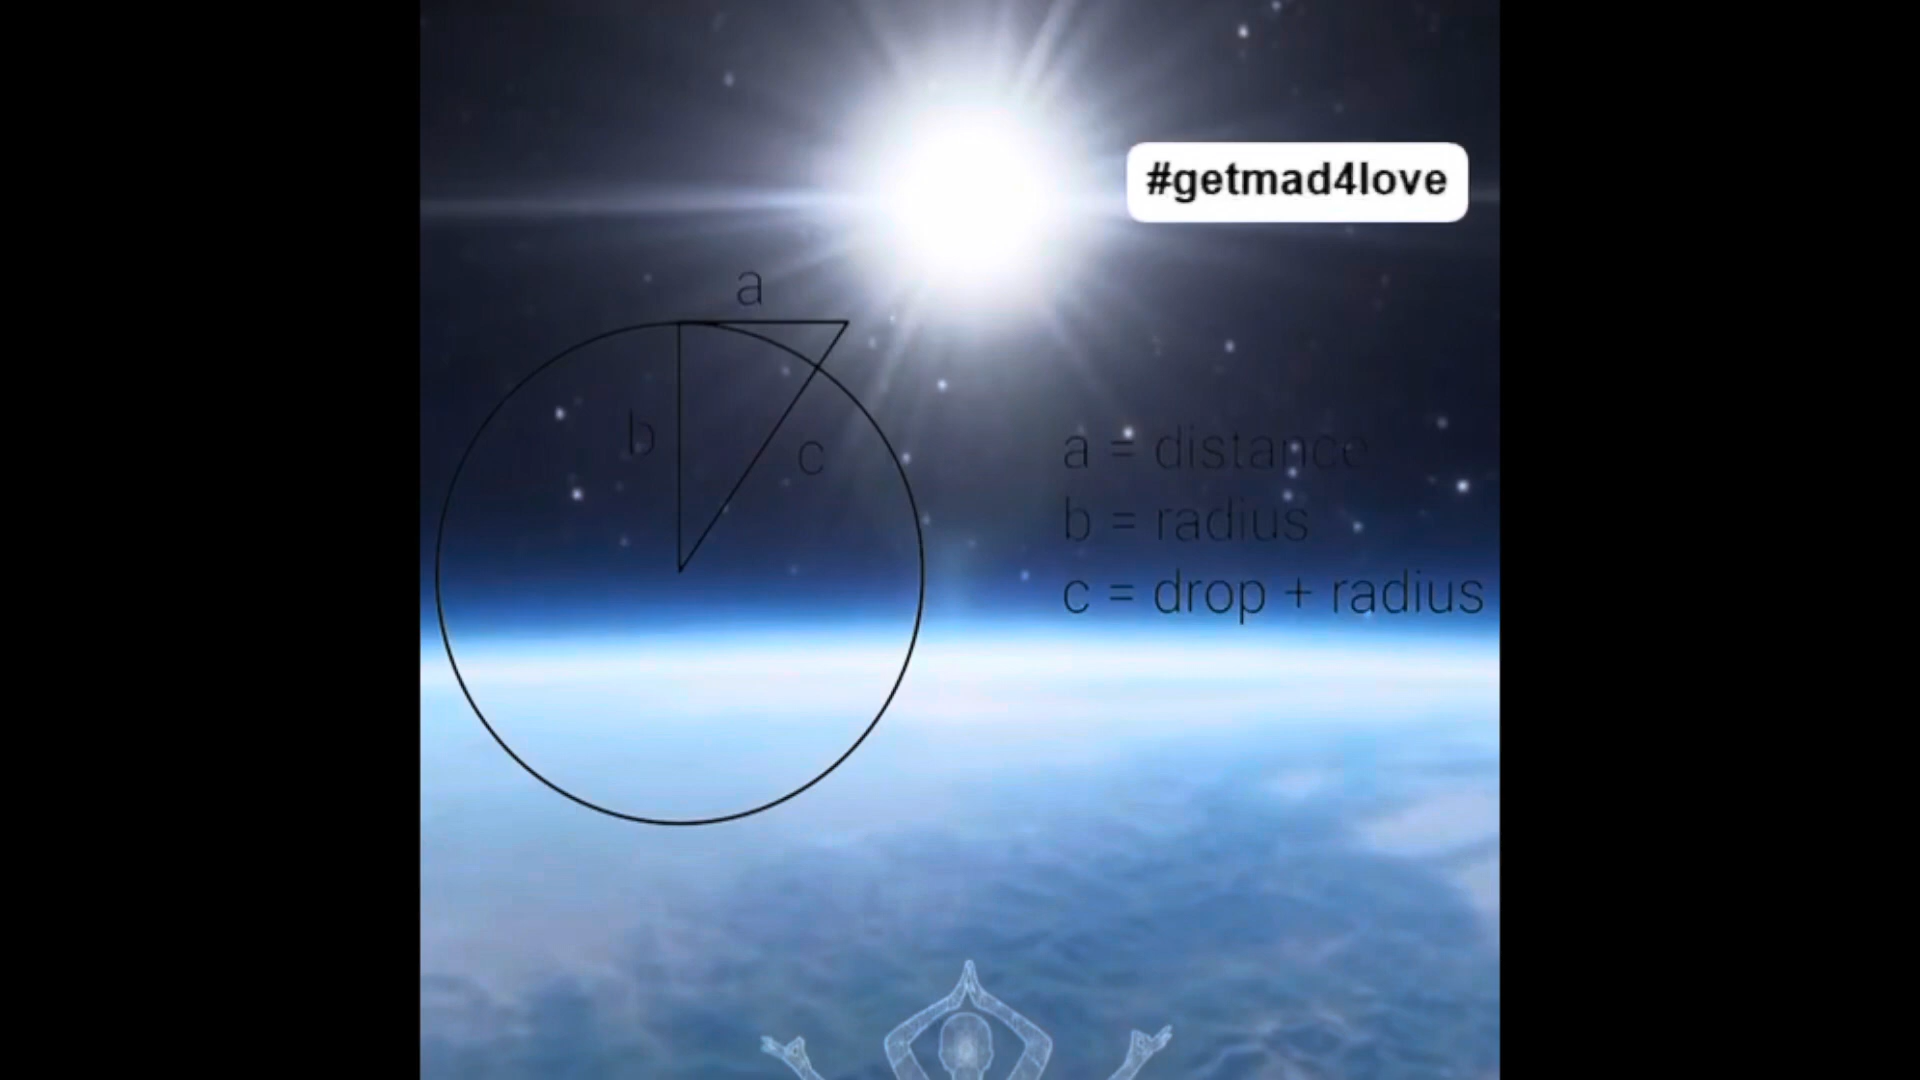 #getmad4love
a
b
c
a = distance
b = radius
c = drop + radius